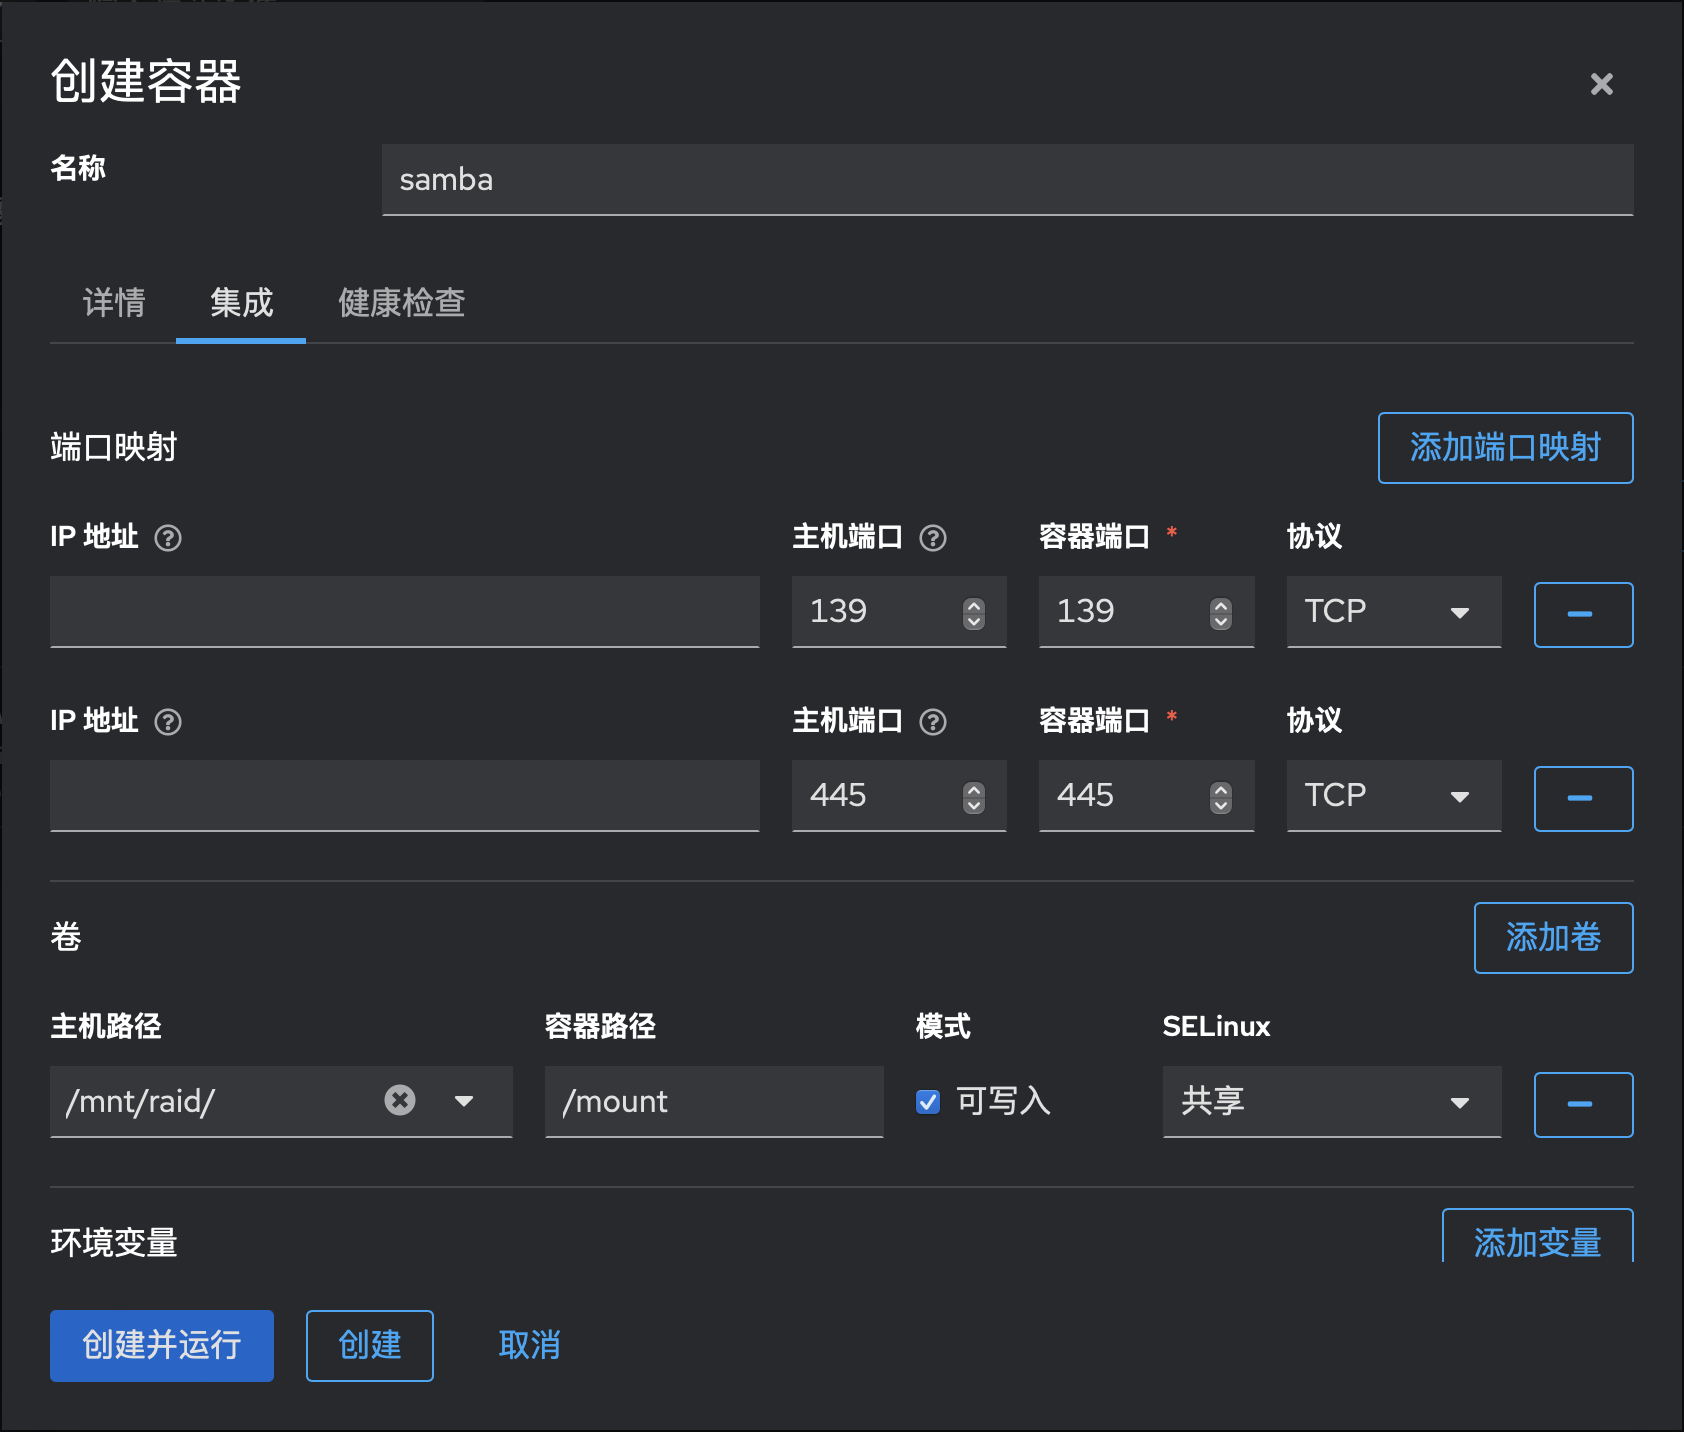 创建容器
名称
samba
详情 集成 健康检查
端口映射 添加端口映射
IP 地址 主机端口 容器端口 * 协议
139 139 TCP
IP 地址 主机端口 容器端口 * 协议
445 445 TCP
卷 添加卷
主机路径 容器路径 模式 SELinux
/mnt/raid/ /mount 可写入 共享
环境变量 添加变量
创建并运行 创建 取消